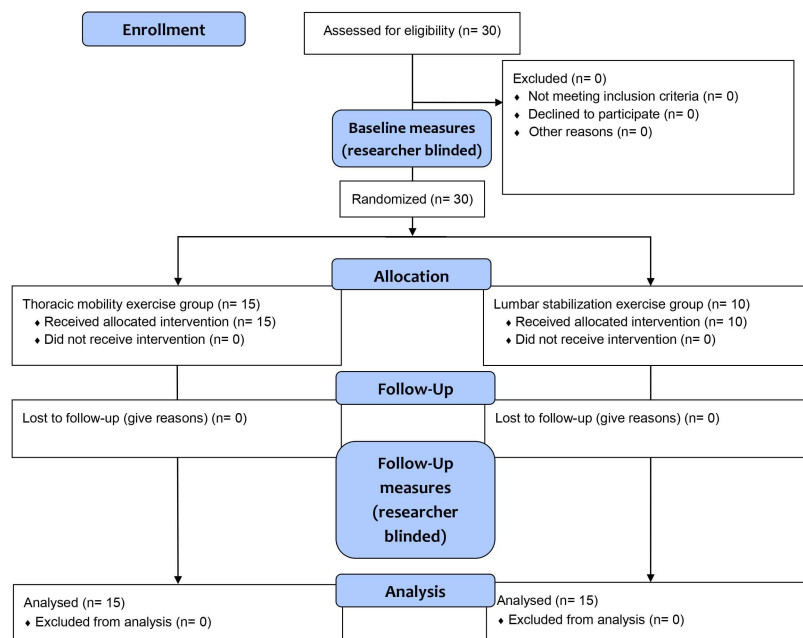 Enrollment
Assessed for eligibility (n= 30)
Excluded (n= 0)
♦ Not meeting inclusion criteria (n= 0)
♦ Declined to participate (n= 0)
♦ Other reasons (n= 0)
Baseline measures
(researcher blinded)
Randomized (n= 30)
Allocation
Thoracic mobility exercise group (n= 15)
♦ Received allocated intervention (n= 15)
♦ Did not receive intervention (n= 0)
Lumbar stabilization exercise group (n= 10)
♦ Received allocated intervention (n= 10)
♦ Did not receive intervention (n= 0)
Follow-Up
Lost to follow-up (give reasons) (n= 0)
Lost to follow-up (give reasons) (n= 0)
Follow-Up
measures
(researcher
blinded)
Analysis
Analysed (n= 15)
♦ Excluded from analysis (n= 0)
Analysed (n= 15)
♦ Excluded from analysis (n= 0)